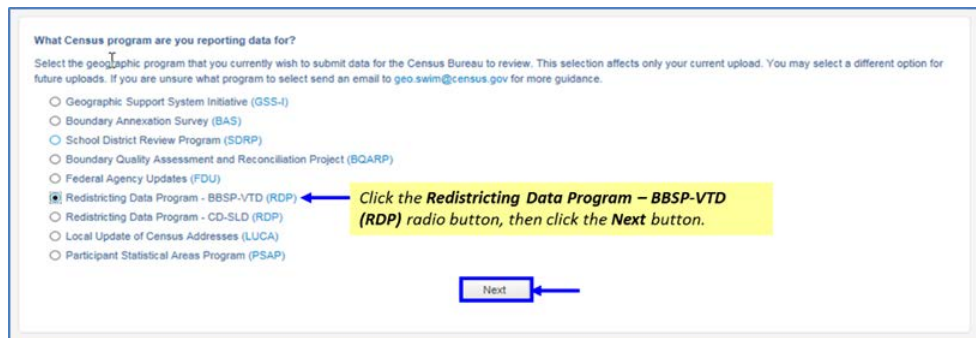 What Census program are you reporting data for?
Select the geographic program that you currently wish to submit data for the Census Bureau to review. This selection affects only your current upload. You may select a different option for
future uploads. If you are unsure what program to select send an email to geo.swim@census.gov for more guidance.
Geographic Support System Initiative (GSS-I)
Boundary Annexation Survey (BAS)
School District Review Program (SDRP)
Boundary Quality Assessment and Reconciliation Project (BQARP)
Federal Agency Updates (FDU)
Redistricting Data Program - BBSP-VTD (RDP)
Click the Redistricting Data Program – BBSP-VTD
(RDP) radio button, then click the Next button.
Redistricting Data Program - CD-SLD (RDP)
Local Update of Census Addresses (LUCA)
Participant Statistical Areas Program (PSAP)
Next